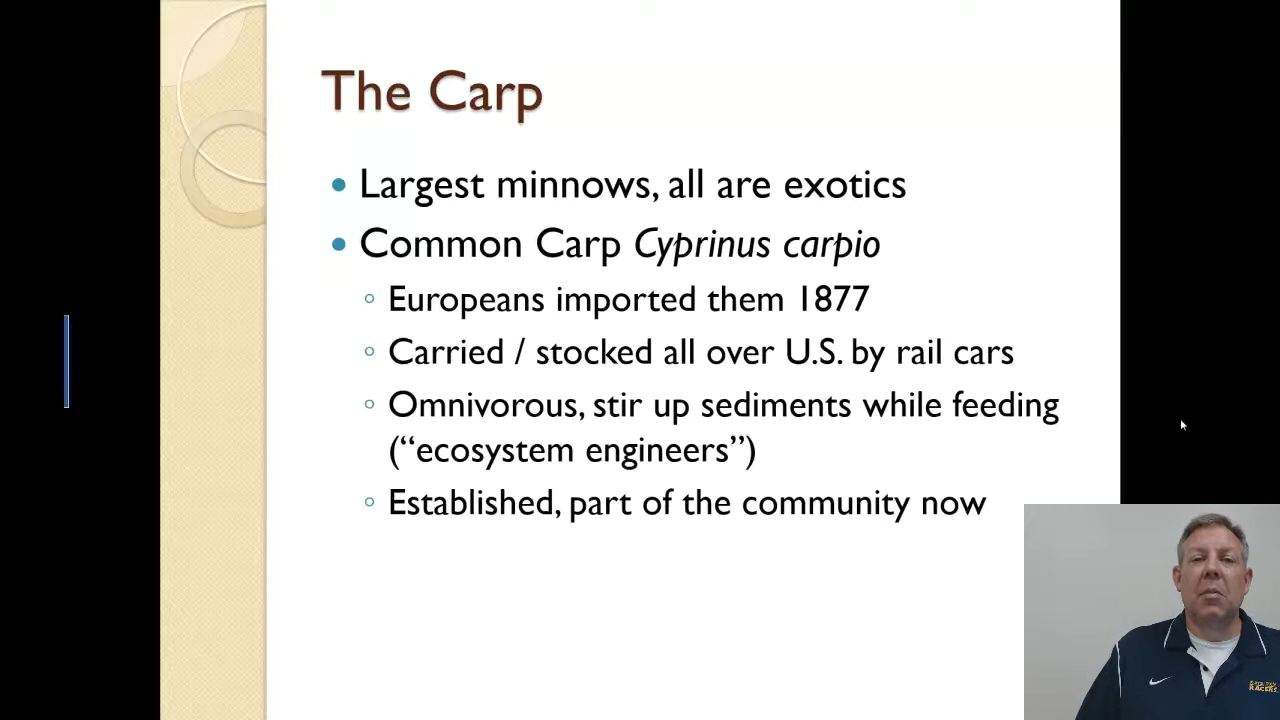 The Carp
• Largest minnows, all are exotics
• Common Carp Cyprinus carpio
◦ Europeans imported them 1877
◦ Carried / stocked all over U.S. by rail cars
◦ Omnivorous, stir up sediments while feeding
(“ecosystem engineers”)
◦ Established, part of the community now
RACERS